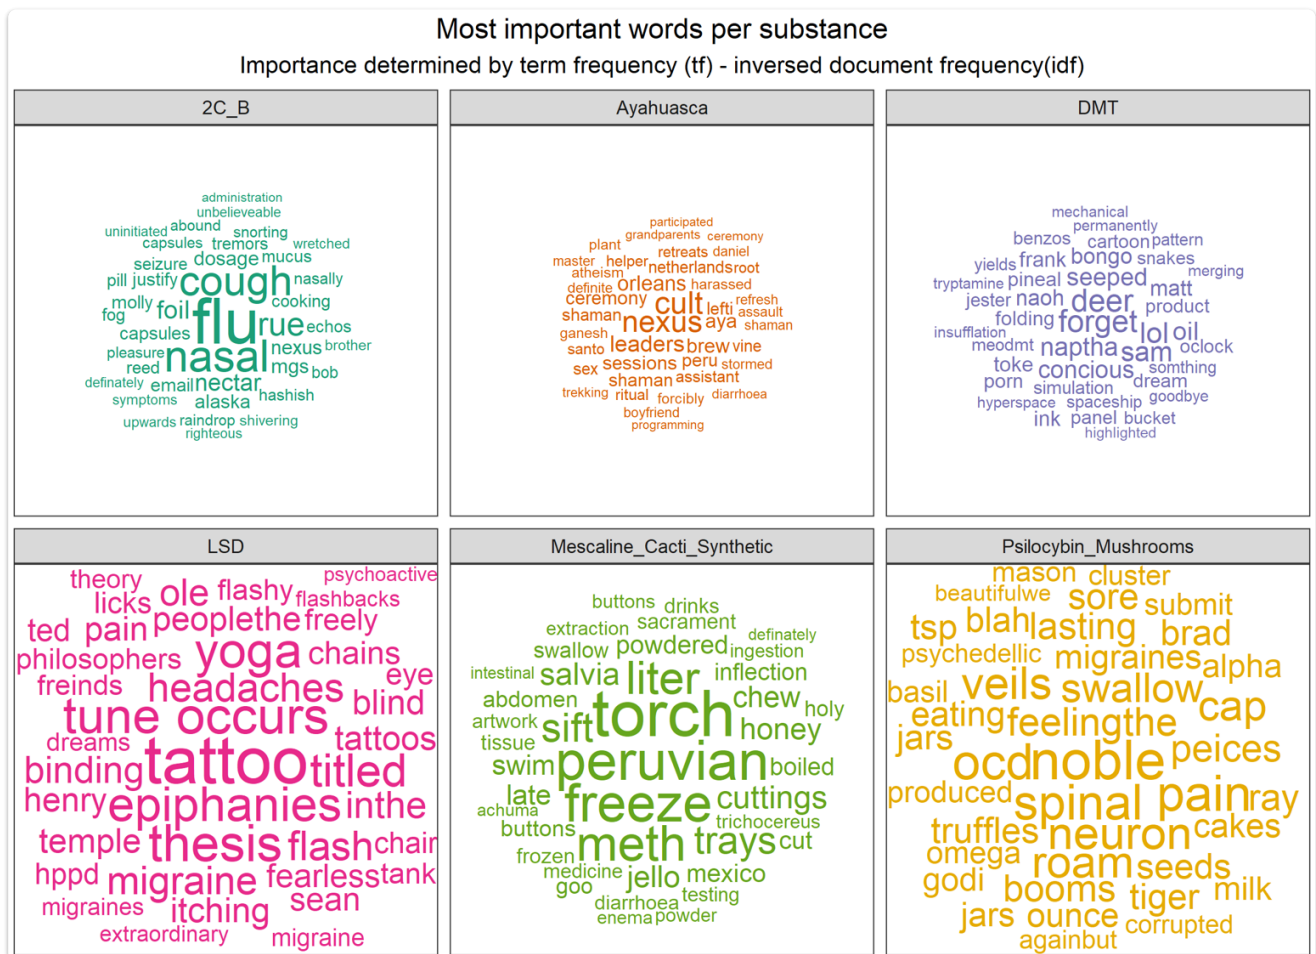 Most important words per substance
Importance determined by term frequency (tf) - inversed document frequency(idf)
2C_B
administration
unbelieveable
uninitiated abound snorting
capsules tremors wretched
seizure dosage mucus
pill justify cough nasally
molly foil cooking
fog flu rue echos
capsules
pleasure nasal nexus brother
reed mgs bob
definately email nectar
symptoms alaska hashish
upwards raindrop shivering
righteous
Ayahuasca
participated
grandparents ceremony
plant retreats daniel
master helper netherlands root
atheism
definite orleans harassed
ceremony cult lefti refresh
shaman nexus aya assault
shaman
ganesh
santo leaders brew vine
sex sessions peru stormed
shaman assistant
trekking ritual forcibly diarrhoea
boyfriend
programming
DMT
mechanical
permanently
benzos cartoon pattern
yields frank bongo snakes
merging
tryptamine pineal seeped matt
jester naoh deer product
folding forget lol oil
insufflation
meodmt naptha sam oclock
toke concious somthing
porn simulation dream
hyperspace spaceship goodbye
ink panel bucket
highlighted
LSD
theory psychoactive
licks ole flashy flashbacks
ted pain peoplethe freely
philosophers yoga chains
freinds headaches eye
tune occurs blind
dreams tattoo tattoos
binding titled
henry epiphanies inthe
temple thesis flash chair
hppd migraine fearless tank
migraines itching sean
extraordinary migraine
Mescaline_Cacti_Synthetic
buttons drinks
extraction sacrament
swallow powdered definately
ingestion
intestinal salvia liter inflection
abdomen chew holy
artwork sift torch honey
tissue
swim peruvian boiled
late freeze cuttings
achuma
buttons trichocereus
meth trays cut
frozen
medicine jello mexico
goo testing
diarrhoea
enema powder
Psilocybin_Mushrooms
mason cluster
beautifulwe sore submit
tsp blah lasting brad
psychedellic migraines alpha
basil veils swallow cap
eating feelingthe
jars peices
ocd noble
produced spinal pain ray
truffles neuron cakes
omega roam seeds
godi booms tiger milk
jars ounce corrupted
againbut